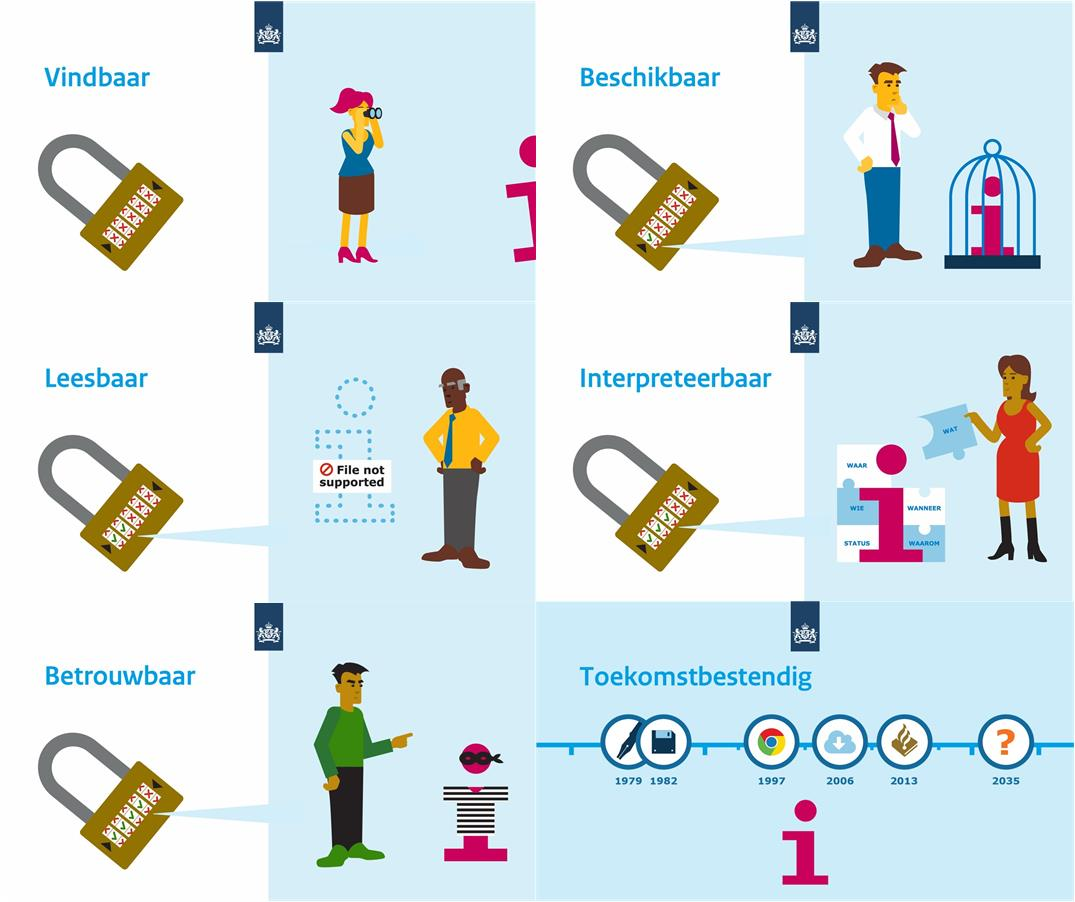 Vindbaar
Beschikbaar
Leesbaar
File not
supported
Interpreteerbaar
WAT
WAAR
WIE
WANNEER
STATUS
WAAROM
Betrouwbaar
Toekomstbestendig
1979
1982
1997
2006
2013
?
2035